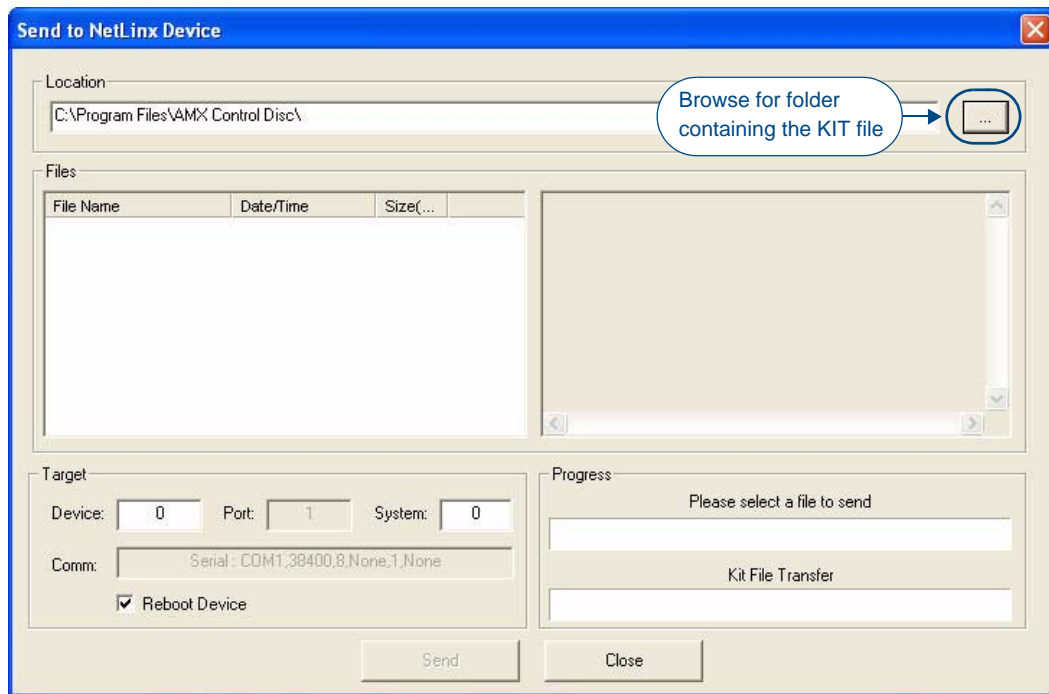 Send to NetLinx Device
Location
C:\Program Files\AMX Control Disc\
Browse for folder
containing the KIT file
...
Files
File Name Date/Time Size(...
Target
Device: 0 Port: 1 System: 0
Comm: Serial : COM1,38400,8,None,1,None
Reboot Device
Progress
Please select a file to send
Kit File Transfer
Send Close